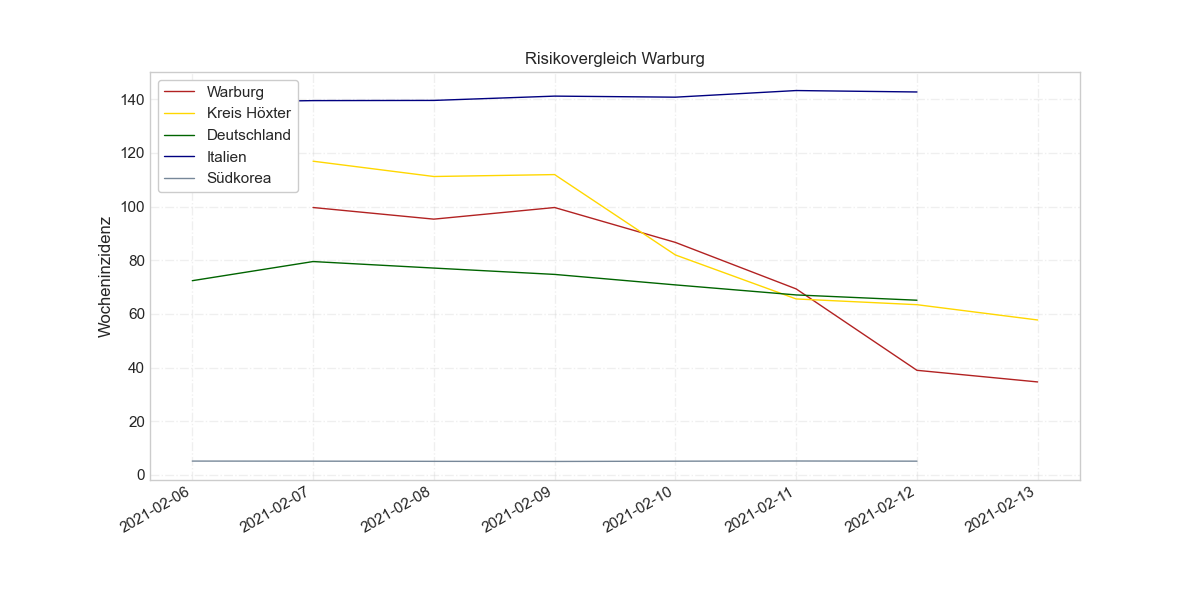 Risikovergleich Warburg
Warburg
Kreis Höxter
Deutschland
Italien
Südkorea
Wocheninzidenz
140
120
100
80
60
40
20
0
2021-02-06
2021-02-07
2021-02-08
2021-02-09
2021-02-10
2021-02-11
2021-02-12
2021-02-13